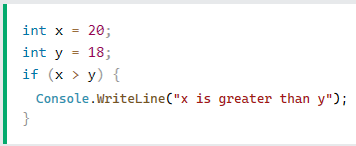 int x = 20;
int y = 18;
if (x > y) {
  Console.WriteLine("x is greater than y");
}